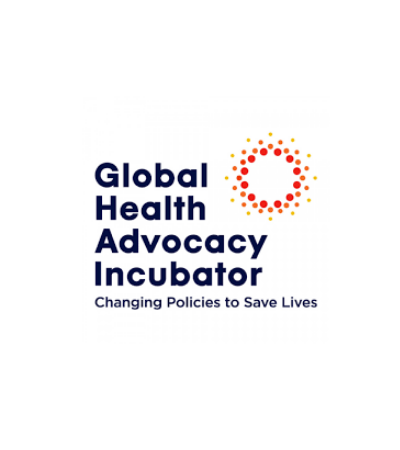 Global
Health
Advocacy
Incubator
Changing Policies to Save Lives